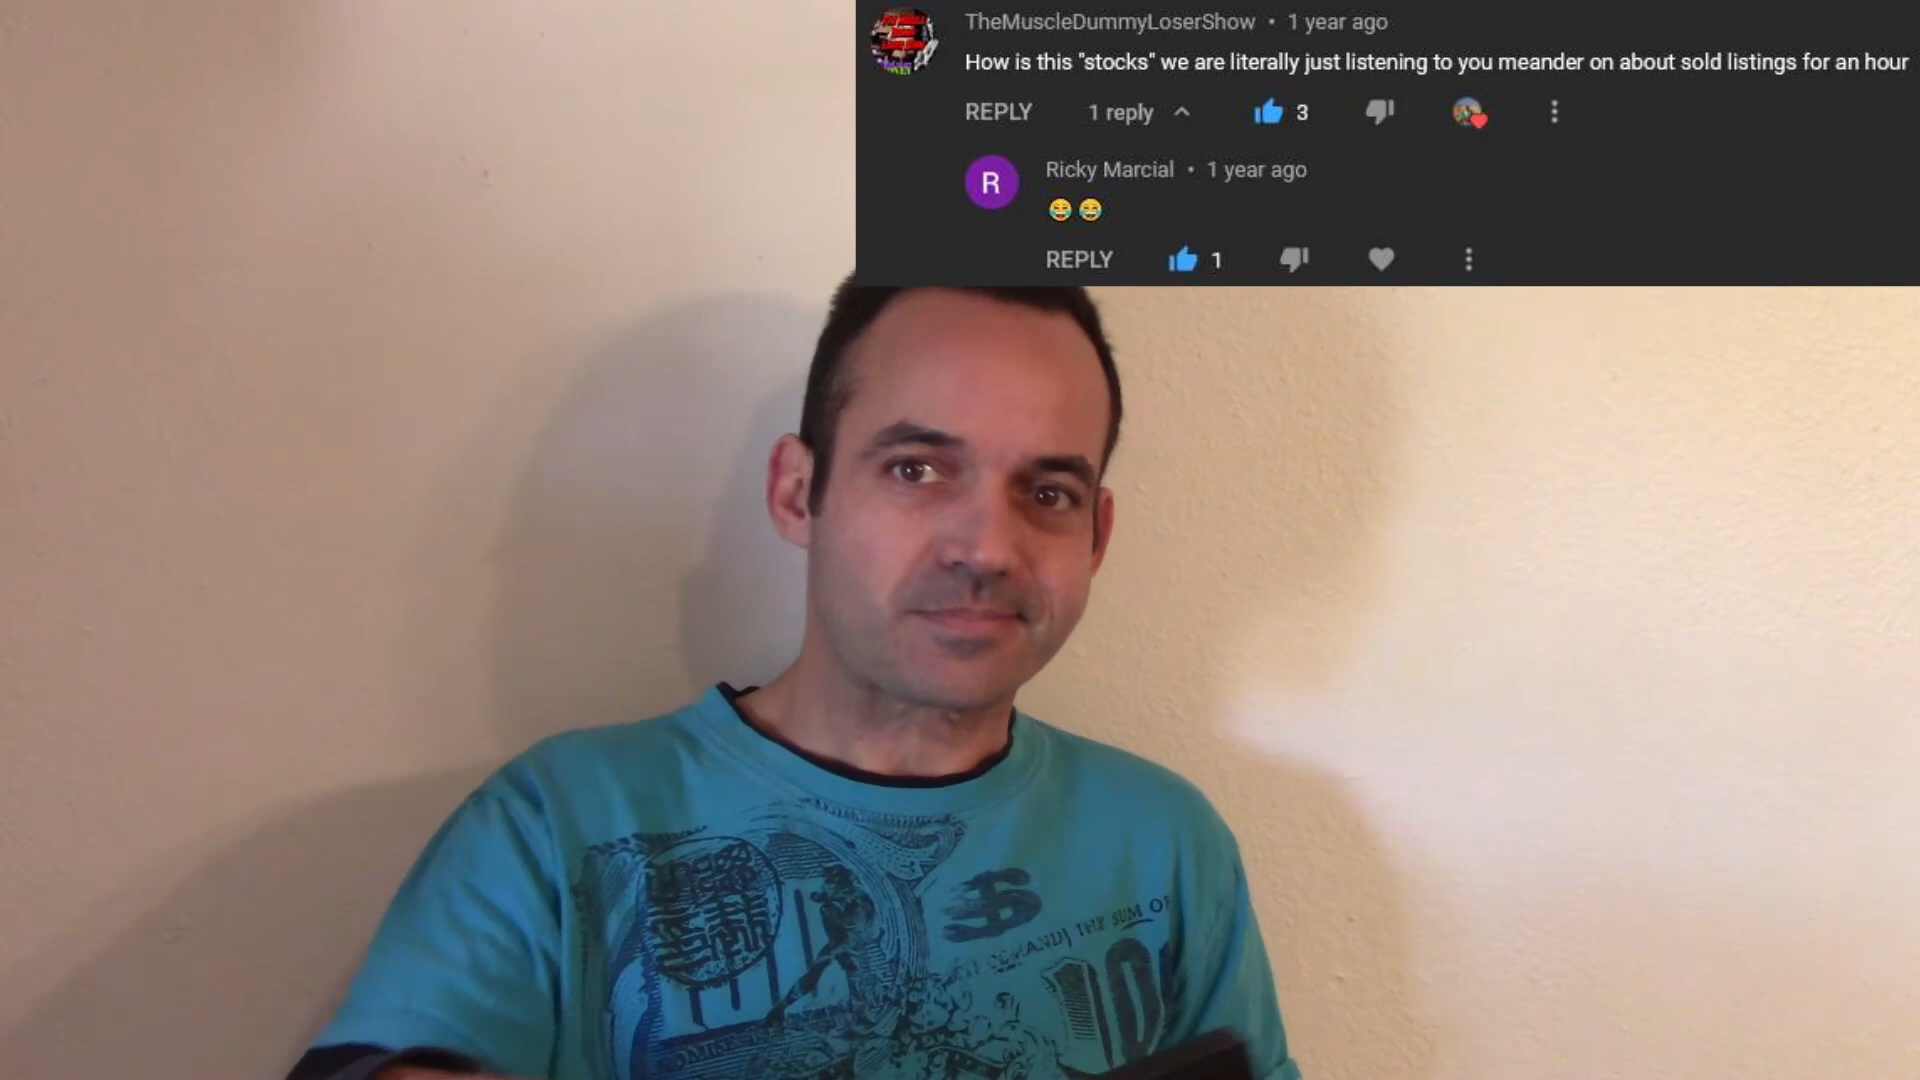 TheMuscleDummyLoserShow • 1 year ago
How is this "stocks" we are literally just listening to you meander on about sold listings for an hour
REPLY 1 reply 3
R
Ricky Marcial • 1 year ago
😂😂
REPLY 1
THE SUM OF